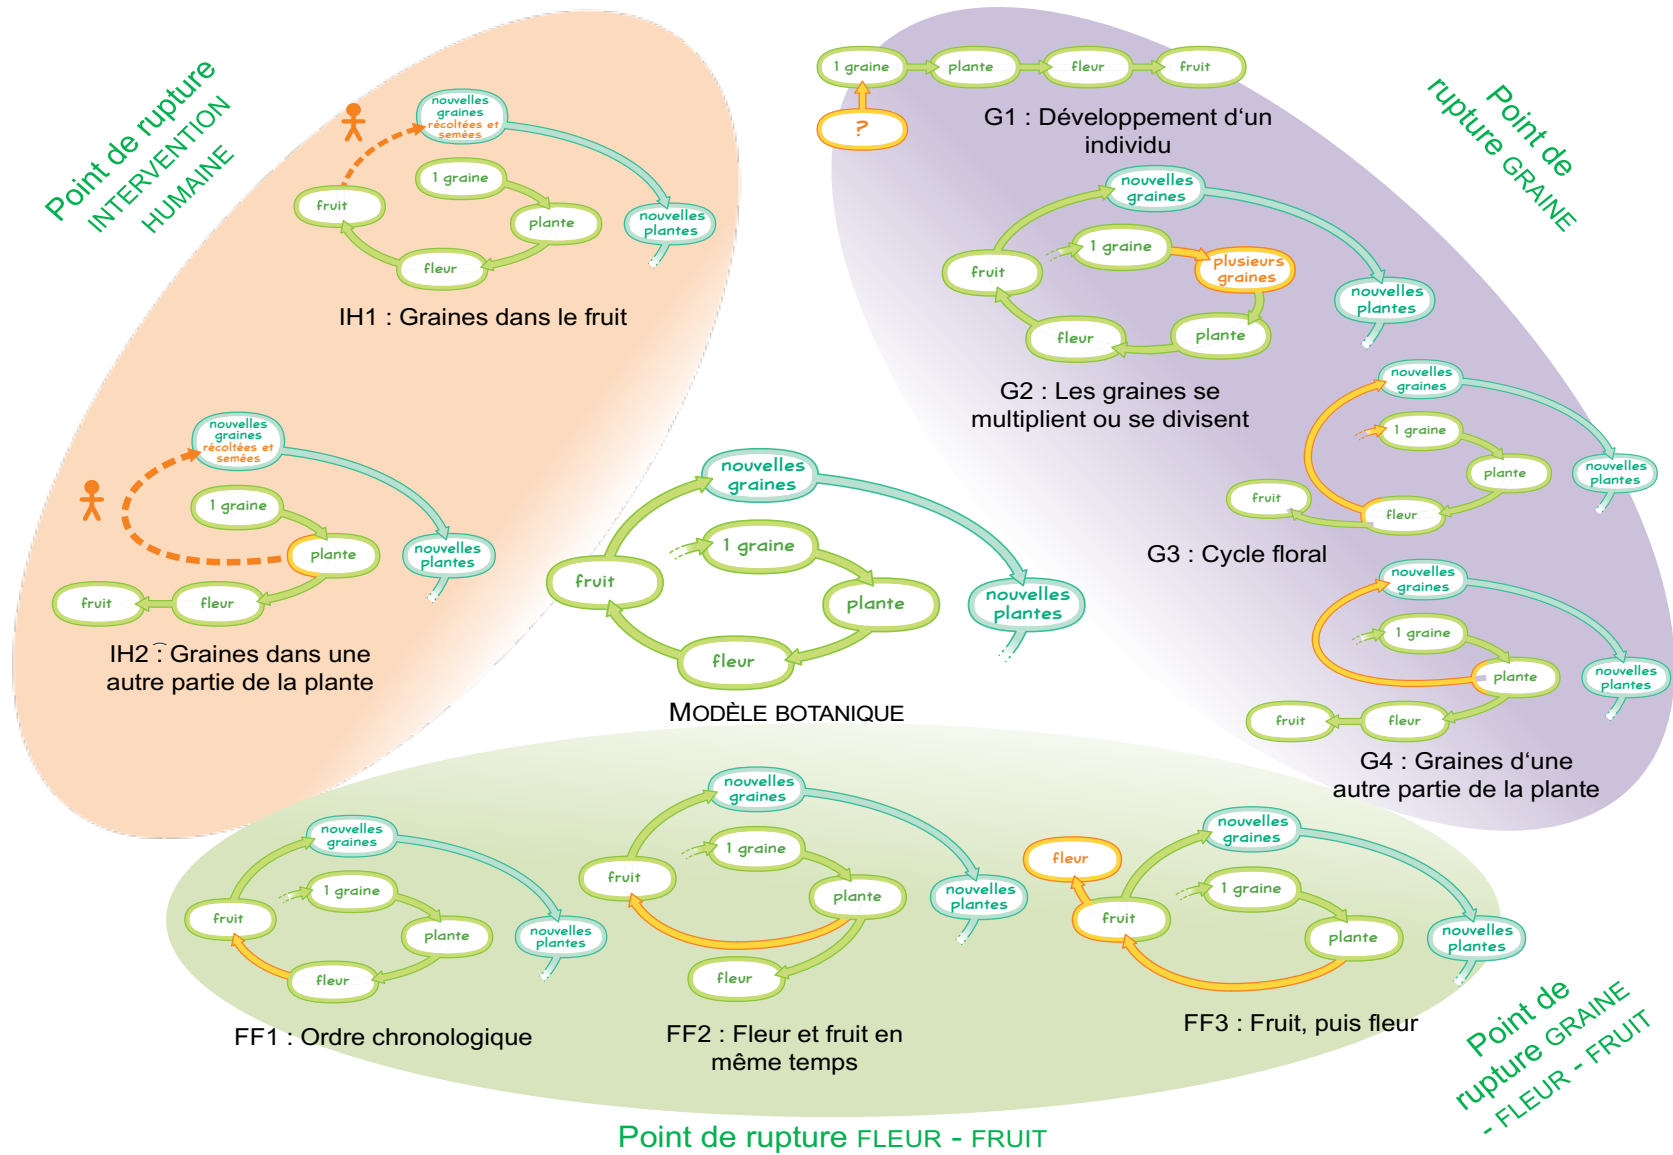 Point de rupture
INTERVENTION
HUMAINE
nouvelles
graines
récoltées et
semées
1 graine
fruit
plante
nouvelles
plantes
fleur
IH1 : Graines dans le fruit
nouvelles
graines
récoltées et
semées
1 graine
plante
nouvelles
plantes
fruit
fleur
IH2 : Graines dans une
autre partie de la plante
1 graine
plante
fleur
fruit
?
G1 : Développement d‘un
individu
Point de
rupture GRAINE
nouvelles
graines
1 graine
plusieurs
graines
fruit
nouvelles
plantes
fleur
plante
G2 : Les graines se
multiplient ou se divisent
nouvelles
graines
1 graine
plante
nouvelles
plantes
fruit
fleur
G3 : Cycle floral
nouvelles
graines
1 graine
plante
nouvelles
plantes
fruit
fleur
G4 : Graines d‘une
autre partie de la plante
nouvelles
graines
1 graine
fruit
plante
nouvelles
plantes
fleur
MODÈLE BOTANIQUE
nouvelles
graines
1 graine
fruit
plante
nouvelles
plantes
fleur
FF1 : Ordre chronologique
nouvelles
graines
1 graine
fruit
plante
nouvelles
plantes
fleur
FF2 : Fleur et fruit en
même temps
nouvelles
graines
fleur
1 graine
fruit
plante
nouvelles
plantes
FF3 : Fruit, puis fleur
Point de
rupture GRAINE
- FLEUR - FRUIT
Point de rupture FLEUR - FRUIT